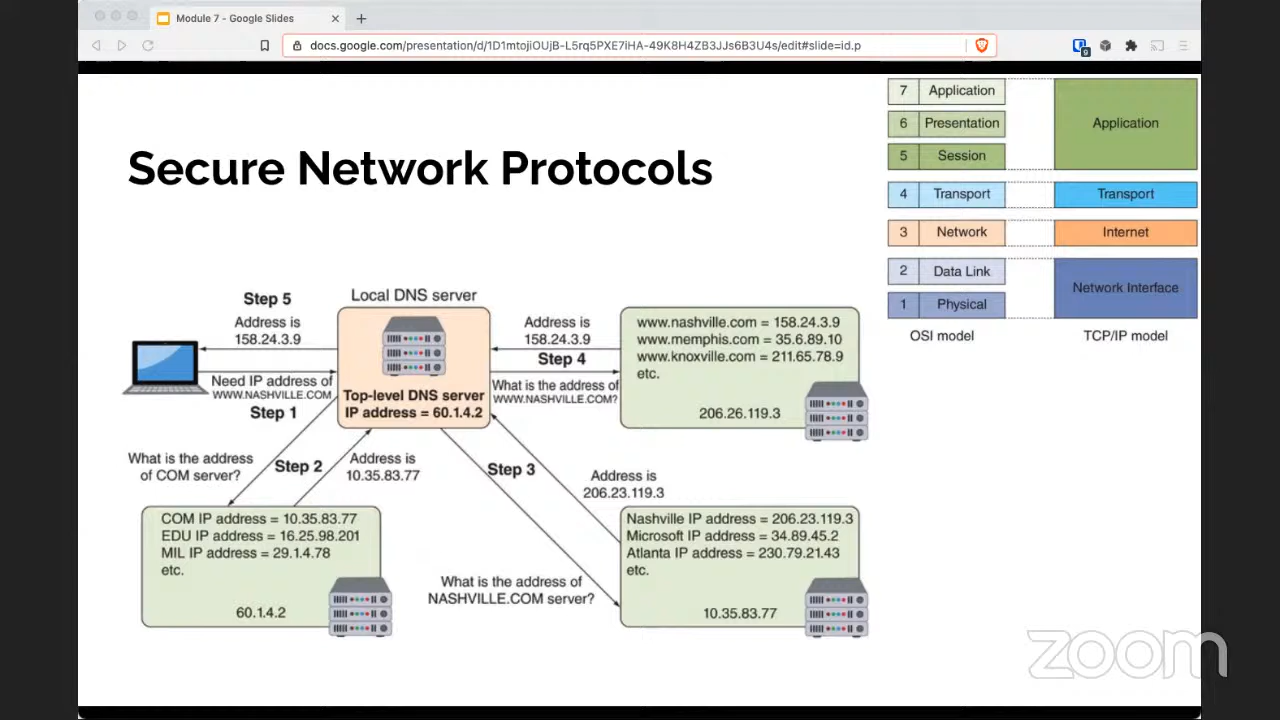 Module 7 - Google Slides
docs.google.com/presentation/d/1D1mtojiOUjB-L5rq5PXE7iHA-49K8H4ZB3JJs6B3U4s/edit#slide=id.p
9
Secure Network Protocols
7 Application
6 Presentation
5 Session
4 Transport
3 Network
2 Data Link
1 Physical
OSI model
Application
Transport
Internet
Network Interface
TCP/IP model
Step 5
Address is
158.24.3.9
Need IP address of
WWW.NASHVILLE.COM
Step 1
Local DNS server
Top-level DNS server
IP address = 60.1.4.2
Address is
158.24.3.9
Step 4
What is the address of
WWW.NASHVILLE.COM?
www.nashville.com = 158.24.3.9
www.memphis.com = 35.6.89.10
www.knoxville.com = 211.65.78.9
etc.
206.26.119.3
What is the address
of COM server?
Step 2
Address is
10.35.83.77
Step 3
Address is
206.23.119.3
COM IP address = 10.35.83.77
EDU IP address = 16.25.98.201
MIL IP address = 29.1.4.78
etc.
60.1.4.2
What is the address of
NASHVILLE.COM server?
Nashville IP address = 206.23.119.3
Microsoft IP address = 34.89.45.2
Atlanta IP address = 230.79.21.43
etc.
10.35.83.77
zoom